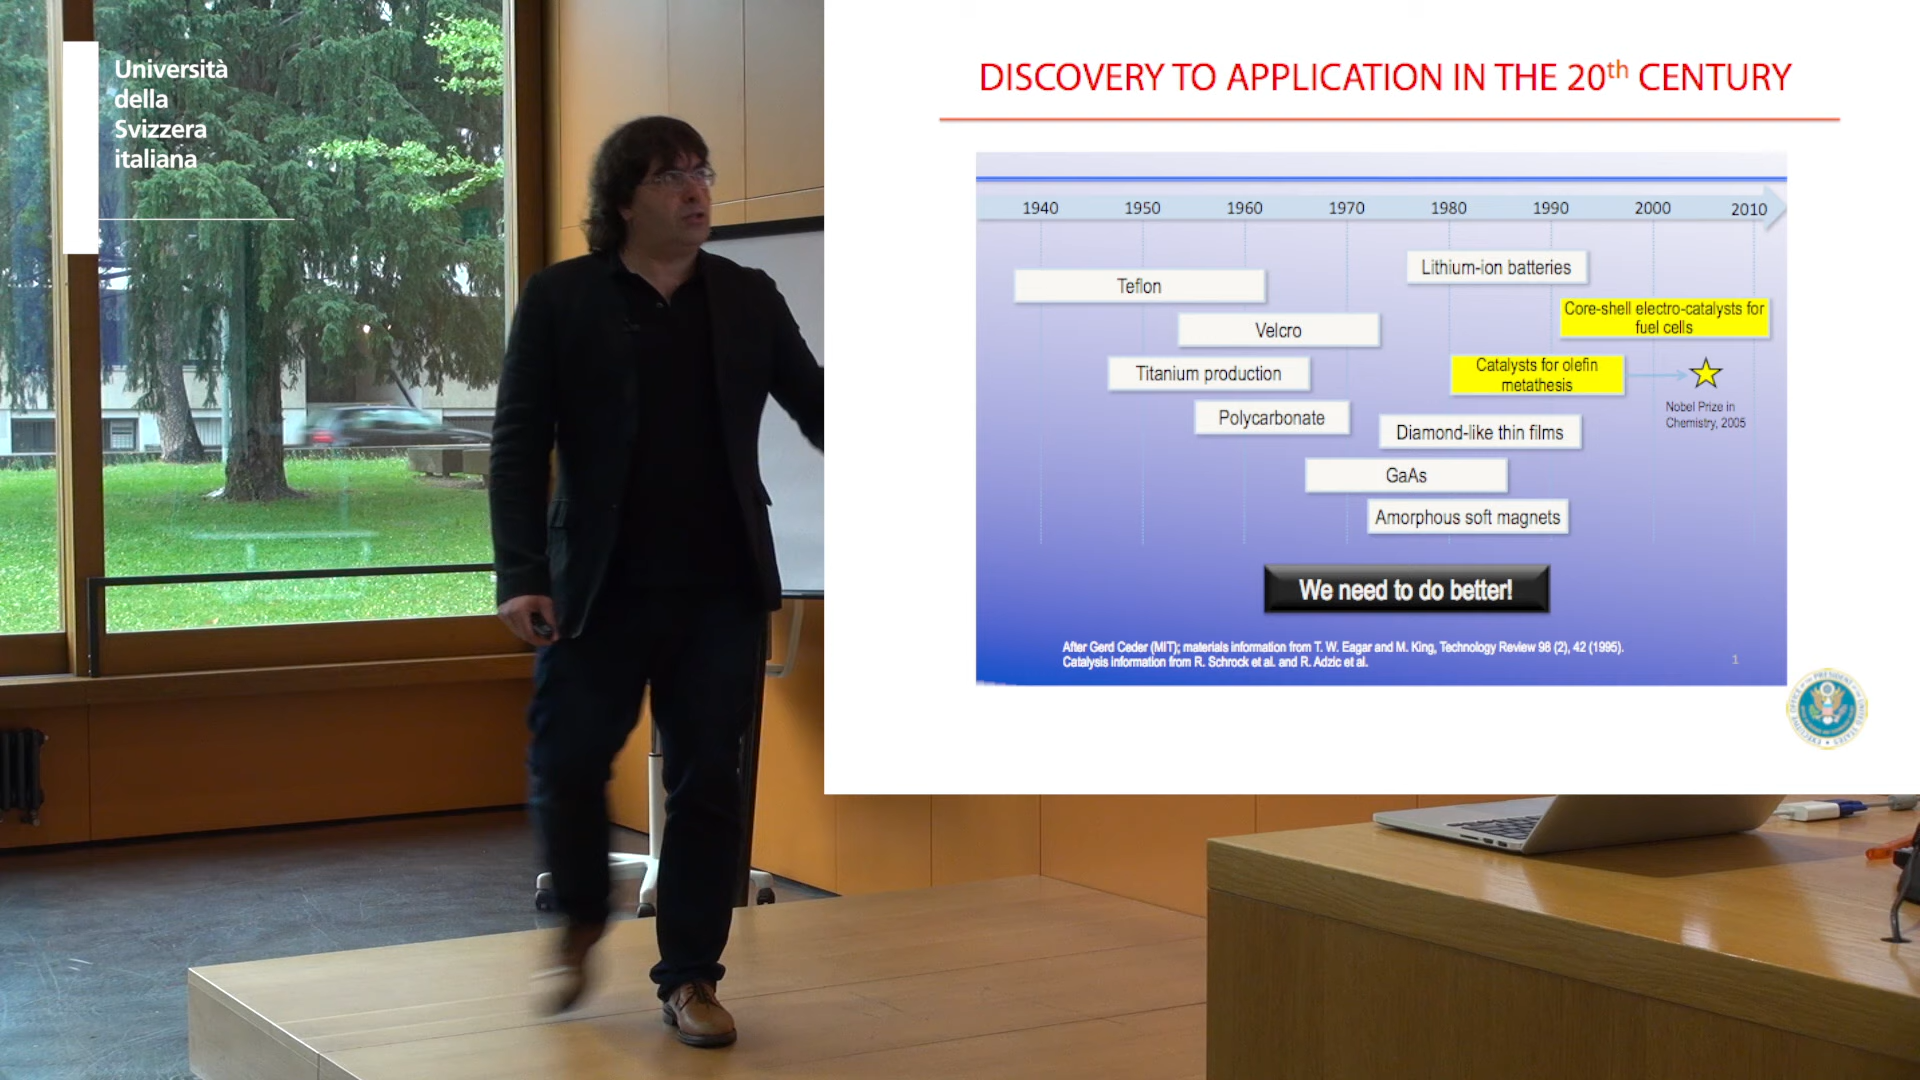 Università
della
Svizzera
italiana
DISCOVERY TO APPLICATION IN THE 20th CENTURY
1940 1950 1960 1970 1980 1990 2000 2010
Lithium-ion batteries
Teflon
Core-shell electro-catalysts for
fuel cells
Velcro
Catalysts for olefin
metathesis
Titanium production
Nobel Prize in
Chemistry, 2005
Polycarbonate
Diamond-like thin films
GaAs
Amorphous soft magnets
We need to do better!
After Gerd Ceder (MIT); materials information from T. W. Eagar and M. King, Technology Review 98 (2), 42 (1995).
Catalysis information from R. Schrock et al. and R. Adzic et al.
1